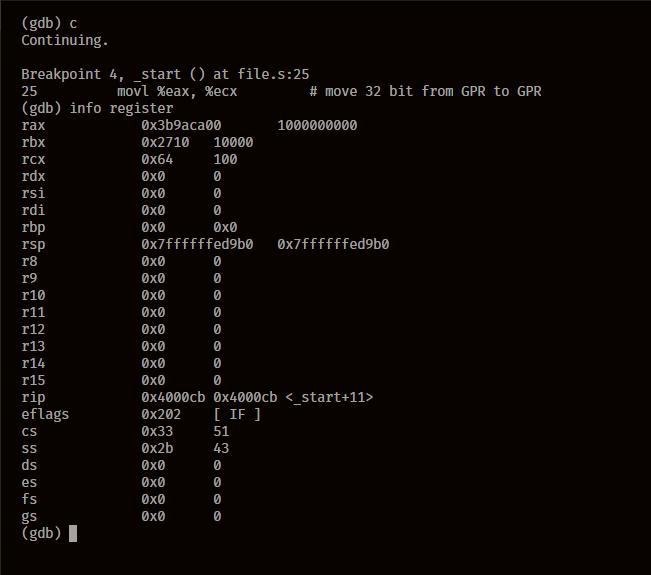 (gdb) c
Continuing.
Breakpoint 4, _start () at file.s:25
25          movl %eax, %ecx         # move 32 bit from GPR to GPR
(gdb) info register
rax            0x3b9aca00       1000000000
rbx            0x2710   10000
rcx            0x64     100
rdx            0x0      0
rsi            0x0      0
rdi            0x0      0
rbp            0x0      0x0
rsp            0x7ffffffed9b0   0x7ffffffed9b0
r8             0x0      0
r9             0x0      0
r10            0x0      0
r11            0x0      0
r12            0x0      0
r13            0x0      0
r14            0x0      0
r15            0x0      0
rip            0x4000cb 0x4000cb <_start+11>
eflags         0x202    [ IF ]
cs             0x33     51
ss             0x2b     43
ds             0x0      0
es             0x0      0
fs             0x0      0
gs             0x0      0
(gdb)